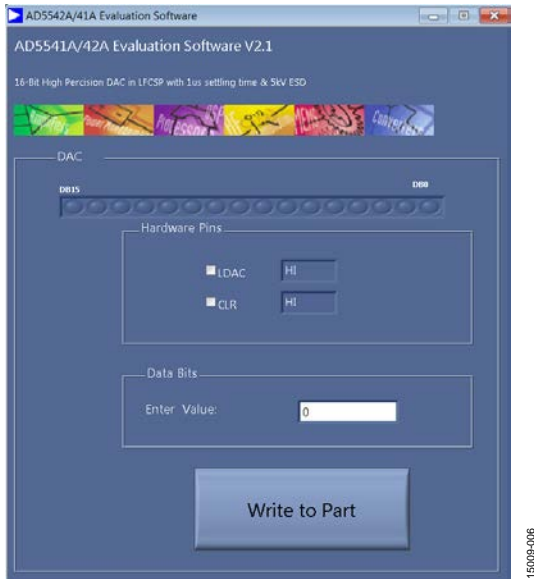 AD5542A/41A Evaluation Software
AD5541A/42A Evaluation Software V2.1
16-Bit High Percision DAC in LFCSP with 1us settling time & 5kV ESD
Converters
DAC
DB15 DB0
Hardware Pins
LDAC HI
CLR HI
Data Bits
Enter Value: 0
Write to Part
15009-006